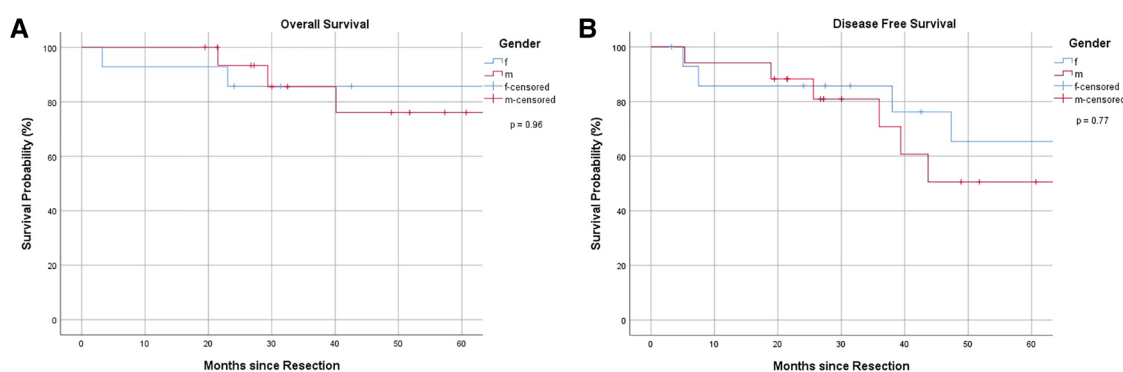 A
Overall Survival
Survival Probability (%)
100
80
60
40
20
0
0 10 20 30 40 50 60
Months since Resection
Gender
f
m
f-censored
m-censored
p = 0.96
B
Disease Free Survival
Survival Probability (%)
100
80
60
40
20
0
0 10 20 30 40 50 60
Months since Resection
Gender
f
m
f-censored
m-censored
p = 0.77